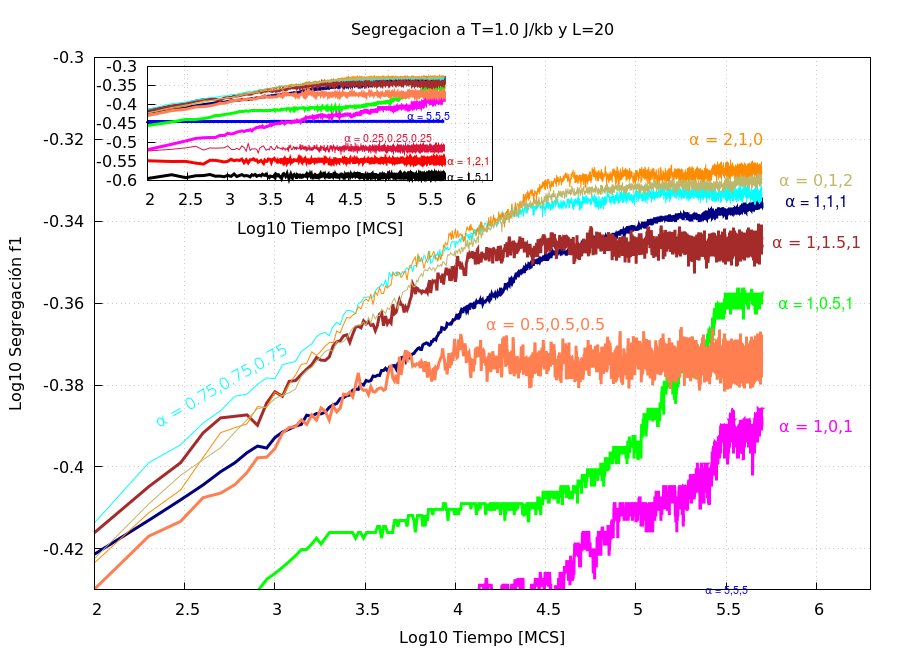 Segregacion a T=1.0 J/kb y L=20
Log10 Segregación f1
-0.3
-0.32
-0.34
-0.36
-0.38
-0.4
-0.42
2 2.5 3 3.5 4 4.5 5 5.5 6
Log10 Tiempo [MCS]
-0.3
-0.35
-0.4
-0.45
-0.5
-0.55
-0.6
2 2.5 3 3.5 4 4.5 5 5.5 6
Log10 Tiempo [MCS]
α = 5,5,5
α = 0.25,0.25,0.25
α = 1,2,1
α = 1,5,1
α = 2,1,0
α = 0,1,2
α = 1,1,1
α = 1,1.5,1
α = 1,0.5,1
α = 0.5,0.5,0.5
α = 0.75,0.75,0.75
α = 1,0,1
α = 5,5,5